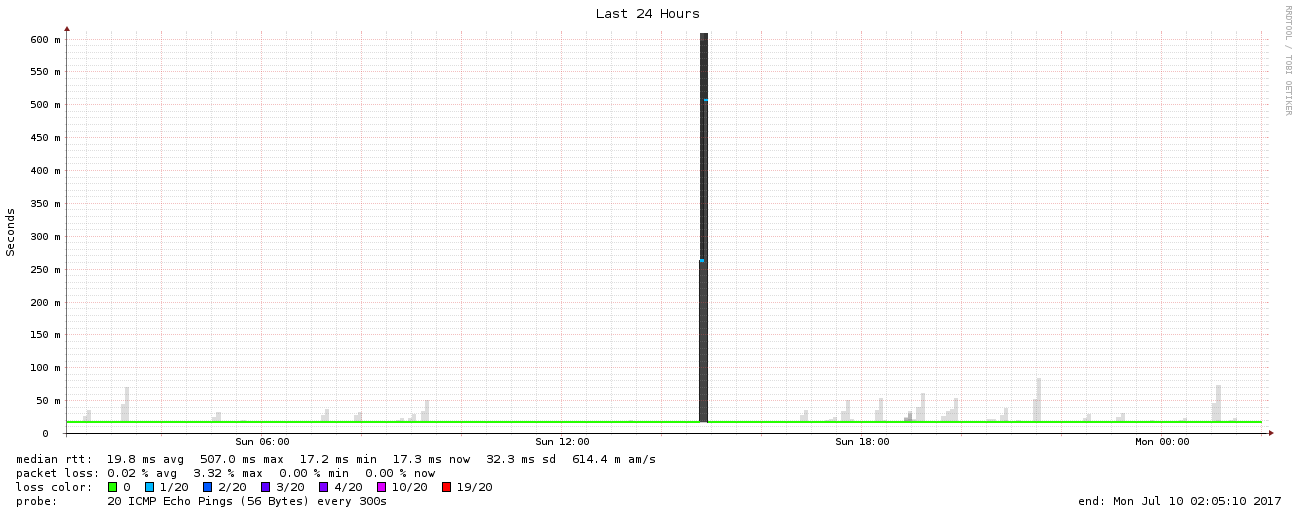 Last 24 Hours
RRDTOOL / TOBI OETIKER
Seconds
600 m
550 m
500 m
450 m
400 m
350 m
300 m
250 m
200 m
150 m
100 m
50 m
0
Sun 06:00 Sun 12:00 Sun 18:00 Mon 00:00
median rtt: 19.8 ms avg 507.0 ms max 17.2 ms min 17.3 ms now 32.3 ms sd 614.4 m am/s
packet loss: 0.02 % avg 3.32 % max 0.00 % min 0.00 % now
loss color: 0 1/20 2/20 3/20 4/20 10/20 19/20
probe: 20 ICMP Echo Pings (56 Bytes) every 300s end: Mon Jul 10 02:05:10 2017